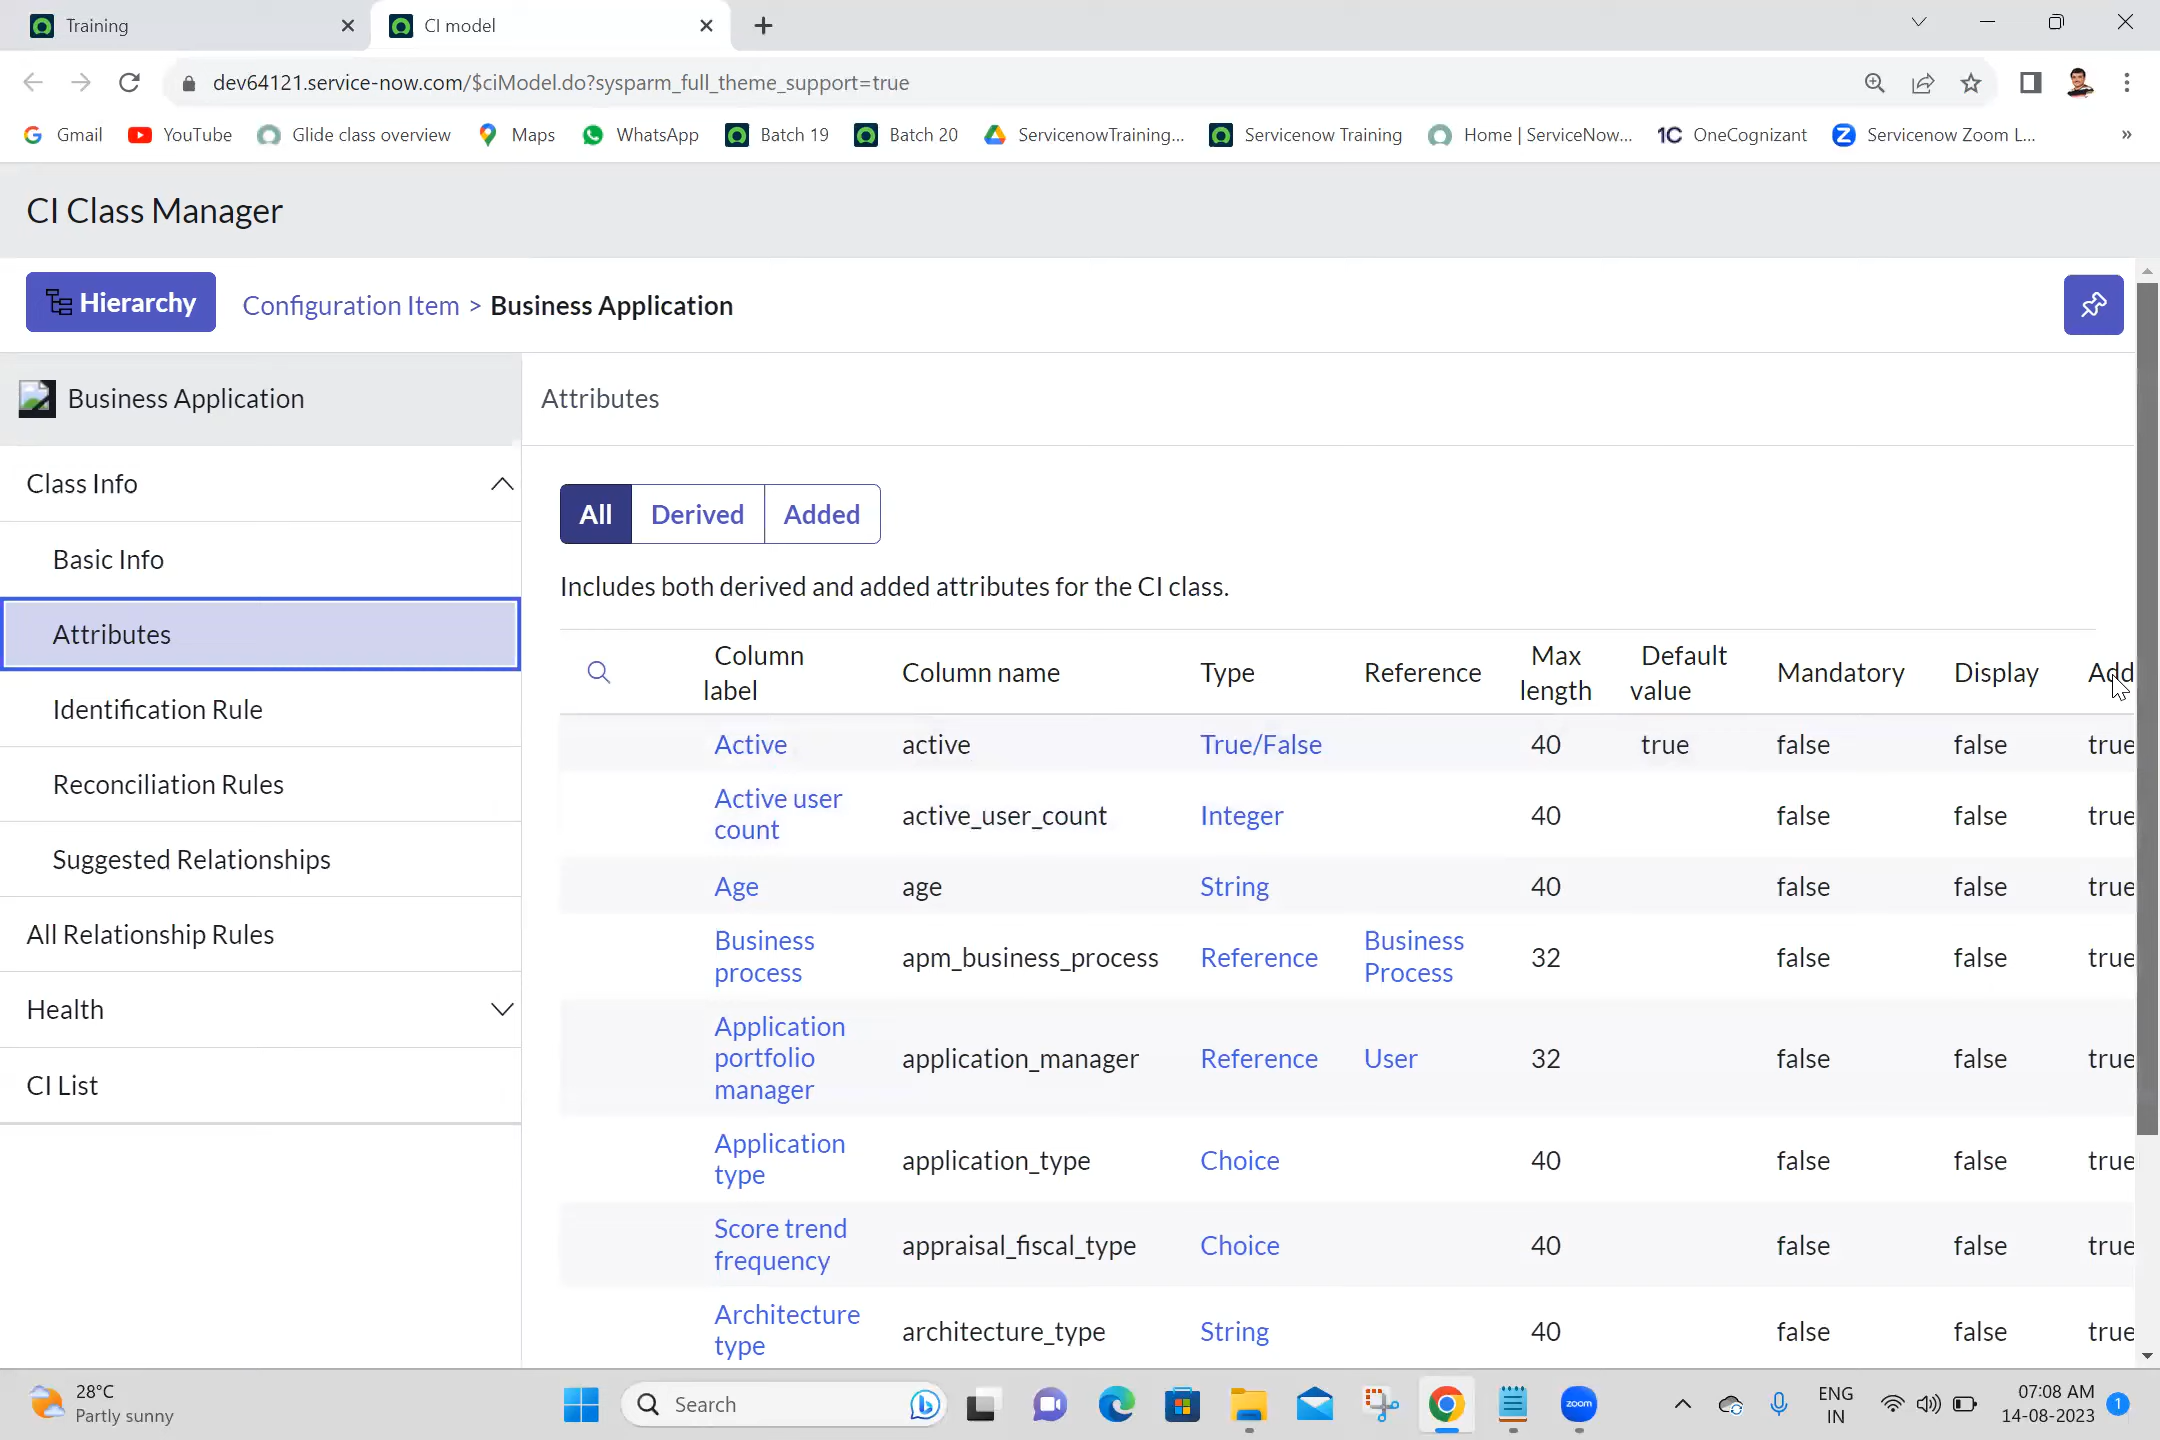 Training
CI model
dev64121.service-now.com/$ciModel.do?sysparm_full_theme_support=true
Gmail YouTube Glide class overview Maps WhatsApp Batch 19 Batch 20 ServicenowTraining... Servicenow Training Home | ServiceNow... 1C OneCognizant Servicenow Zoom L... »
CI Class Manager
Hierarchy Configuration Item > Business Application
Business Application
Attributes
Class Info
Basic Info
Attributes
Identification Rule
Reconciliation Rules
Suggested Relationships
All Relationship Rules
Health
CI List
All Derived Added
Includes both derived and added attributes for the CI class.
Column label Column name Type Reference Max length Default value Mandatory Display Add
Active active True/False 40 true false false true
Active user count active_user_count Integer 40 false false true
Age age String 40 false false true
Business process apm_business_process Reference Business Process 32 false false true
Application portfolio manager application_manager Reference User 32 false false true
Application type application_type Choice 40 false false true
Score trend frequency appraisal_fiscal_type Choice 40 false false true
Architecture type architecture_type String 40 false false true
28°C
Partly sunny
Search
zoom
ENG
IN
07:08 AM
14-08-2023
1